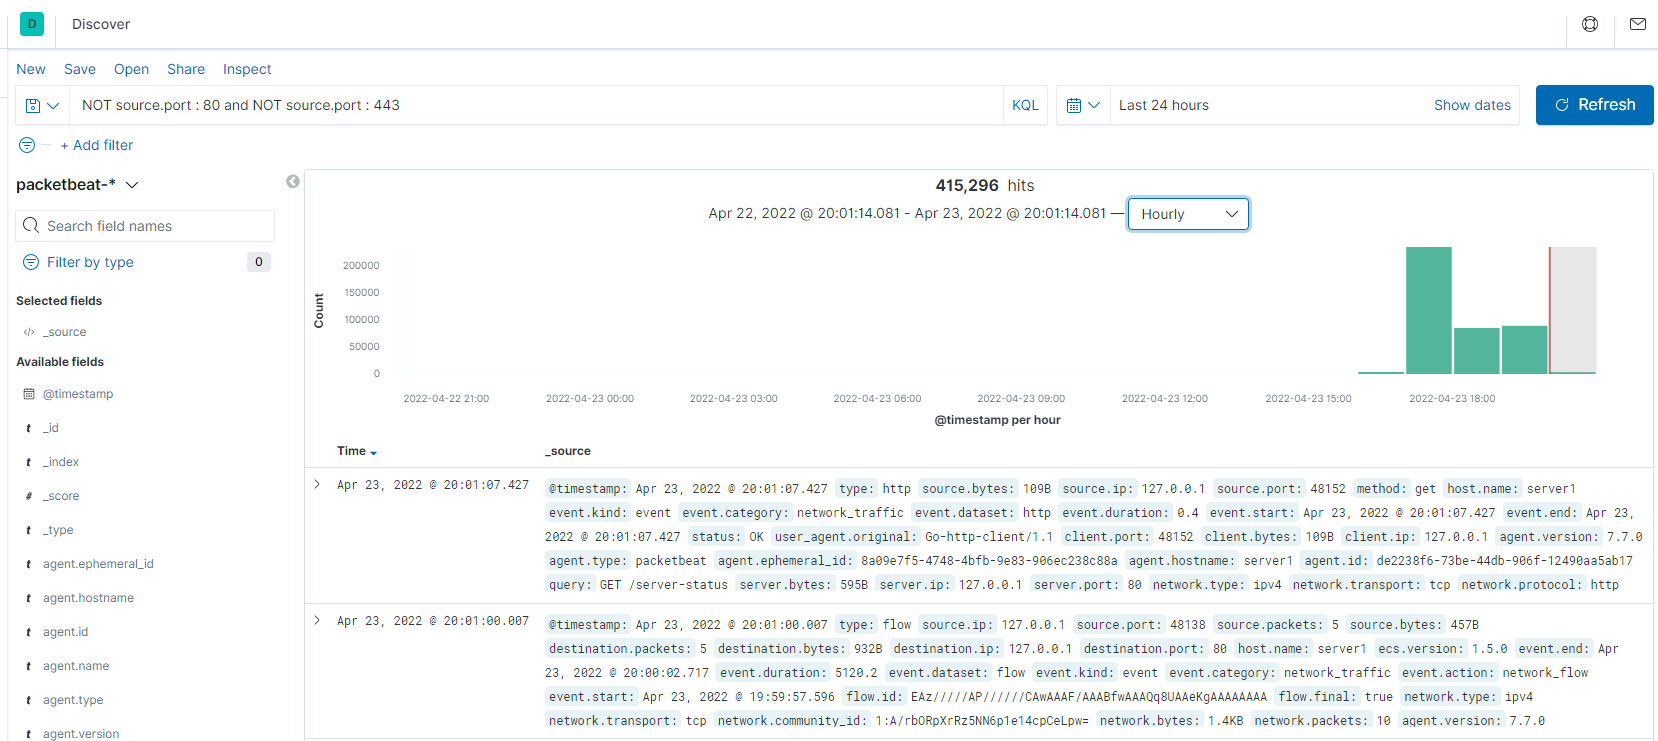 D Discover
New Save Open Share Inspect
NOT source.port : 80 and NOT source.port : 443 KQL Last 24 hours Show dates Refresh
+ Add filter
packetbeat-*
Search field names
Filter by type 0
Selected fields
_source
Available fields
@timestamp
t _id
t _index
# _score
t _type
t agent.ephemeral_id
t agent.hostname
t agent.id
t agent.name
t agent.type
t agent.version
415,296 hits
Apr 22, 2022 @ 20:01:14.081 - Apr 23, 2022 @ 20:01:14.081 — Hourly
Count
200000
150000
100000
50000
0
2022-04-22 21:00 2022-04-23 00:00 2022-04-23 03:00 2022-04-23 06:00 2022-04-23 09:00 2022-04-23 12:00 2022-04-23 15:00 2022-04-23 18:00
@timestamp per hour
Time _source
Apr 23, 2022 @ 20:01:07.427 @timestamp: Apr 23, 2022 @ 20:01:07.427 type: http source.bytes: 109B source.ip: 127.0.0.1 source.port: 48152 method: get host.name: server1
event.kind: event event.category: network_traffic event.dataset: http event.duration: 0.4 event.start: Apr 23, 2022 @ 20:01:07.427 event.end: Apr 23,
2022 @ 20:01:07.427 status: OK user_agent.original: Go-http-client/1.1 client.port: 48152 client.bytes: 109B client.ip: 127.0.0.1 agent.version: 7.7.0
agent.type: packetbeat agent.ephemeral_id: 8a09e7f5-4748-4bfb-9e83-906ec238c88a agent.hostname: server1 agent.id: de2238f6-73be-44db-906f-12490aa5ab17
query: GET /server-status server.bytes: 595B server.ip: 127.0.0.1 server.port: 80 network.type: ipv4 network.transport: tcp network.protocol: http
Apr 23, 2022 @ 20:01:00.007 @timestamp: Apr 23, 2022 @ 20:01:00.007 type: flow source.ip: 127.0.0.1 source.port: 48138 source.packets: 5 source.bytes: 457B
destination.packets: 5 destination.bytes: 932B destination.ip: 127.0.0.1 destination.port: 80 host.name: server1 ecs.version: 1.5.0 event.end: Apr
23, 2022 @ 20:00:02.717 event.duration: 5120.2 event.dataset: flow event.kind: event event.category: network_traffic event.action: network_flow
event.start: Apr 23, 2022 @ 19:59:57.596 flow.id: EAz/////AP//////CAwAAAF/AAABfwAAAQq8UAAeKgAAAAAAAA flow.final: true network.type: ipv4
network.transport: tcp network.community_id: 1:A/rbORpXrRz5NN6p1e14cpCeLpw= network.bytes: 1.4KB network.packets: 10 agent.version: 7.7.0